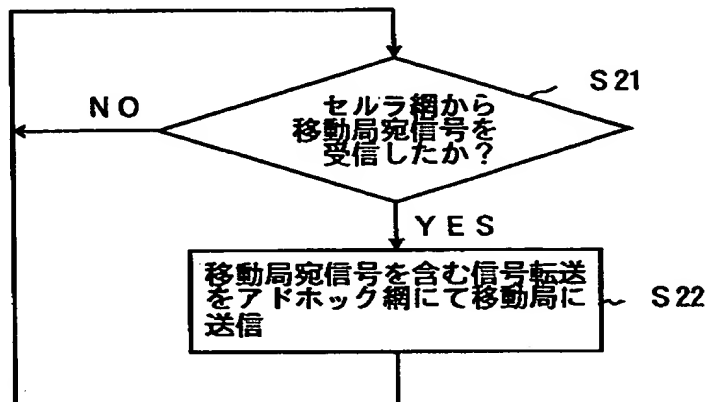 S21
NO
セルラ網から
移動局宛信号を
受信したか？
YES
移動局宛信号を含む信号転送
をアドホック網にて移動局に
送信
S22